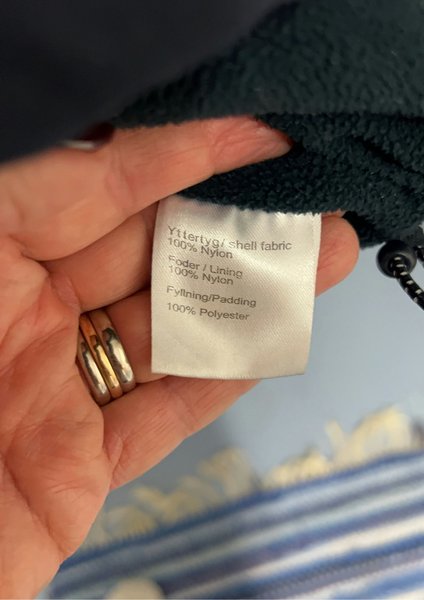 Yttertyg/ shell fabric
100% Nylon
Foder / Lining
100% Nylon
Fyllning/Padding
100% Polyester